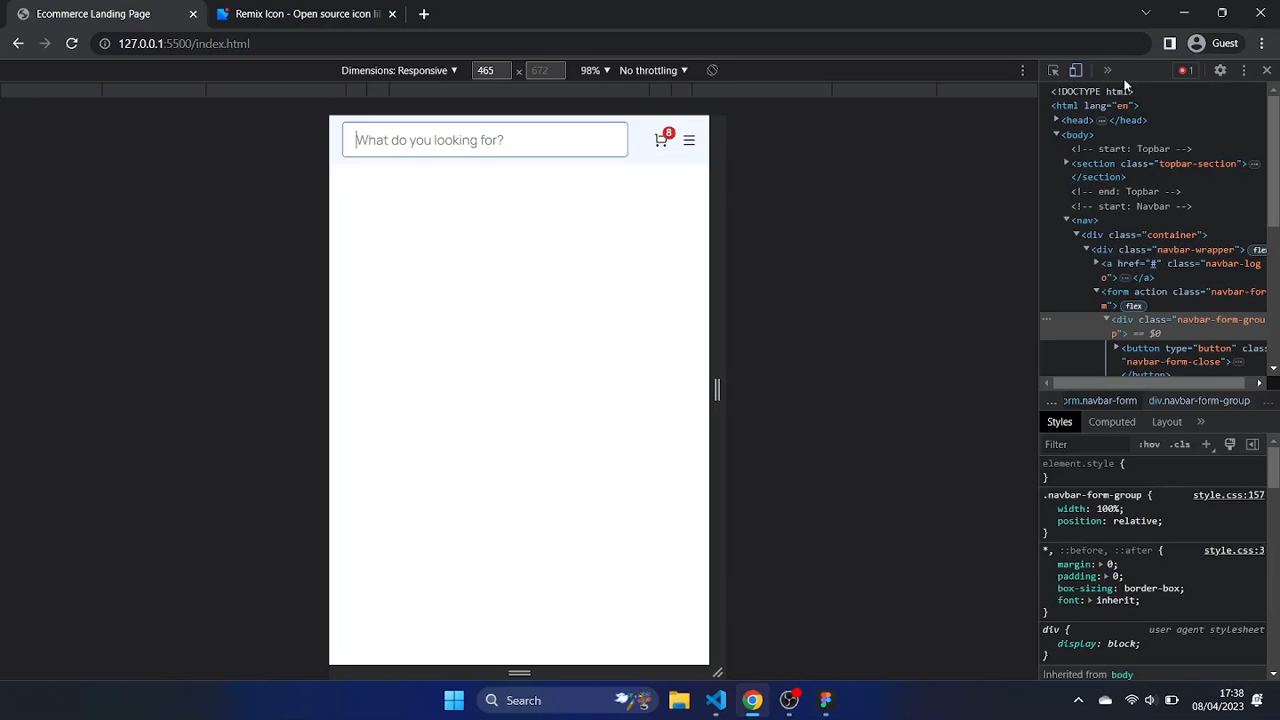 Ecommerce Landing Page
Remix Icon - Open source icon li
127.0.0.1:5500/index.html
Guest
Dimensions: Responsive
465
×
672
98%
No throttling
1
What do you looking for?
8
<!DOCTYPE html>
<html lang="en">
<head> … </head>
<body>
<!-- start: Topbar -->
<section class="topbar-section"> …
</section>
<!-- end: Topbar -->
<!-- start: Navbar -->
<nav>
<div class="container">
<div class="navbar-wrapper"> flex
<a href="#" class="navbar-log
o"> … </a>
<form action class="navbar-for
m"> flex
… <div class="navbar-form-grou
p"> == $0
<button type="button" clas
"navbar-form-close"> …
</button>
… orm.navbar-form div.navbar-form-group …
Styles
Computed
Layout
Filter
:hov .cls
element.style {
}
.navbar-form-group {
style.css:157
width: 100%;
position: relative;
}
*, ::before, ::after {
style.css:3
margin: 0;
padding: 0;
box-sizing: border-box;
font: inherit;
}
div {
user agent stylesheet
display: block;
}
Inherited from body
Search
17:38
08/04/2023